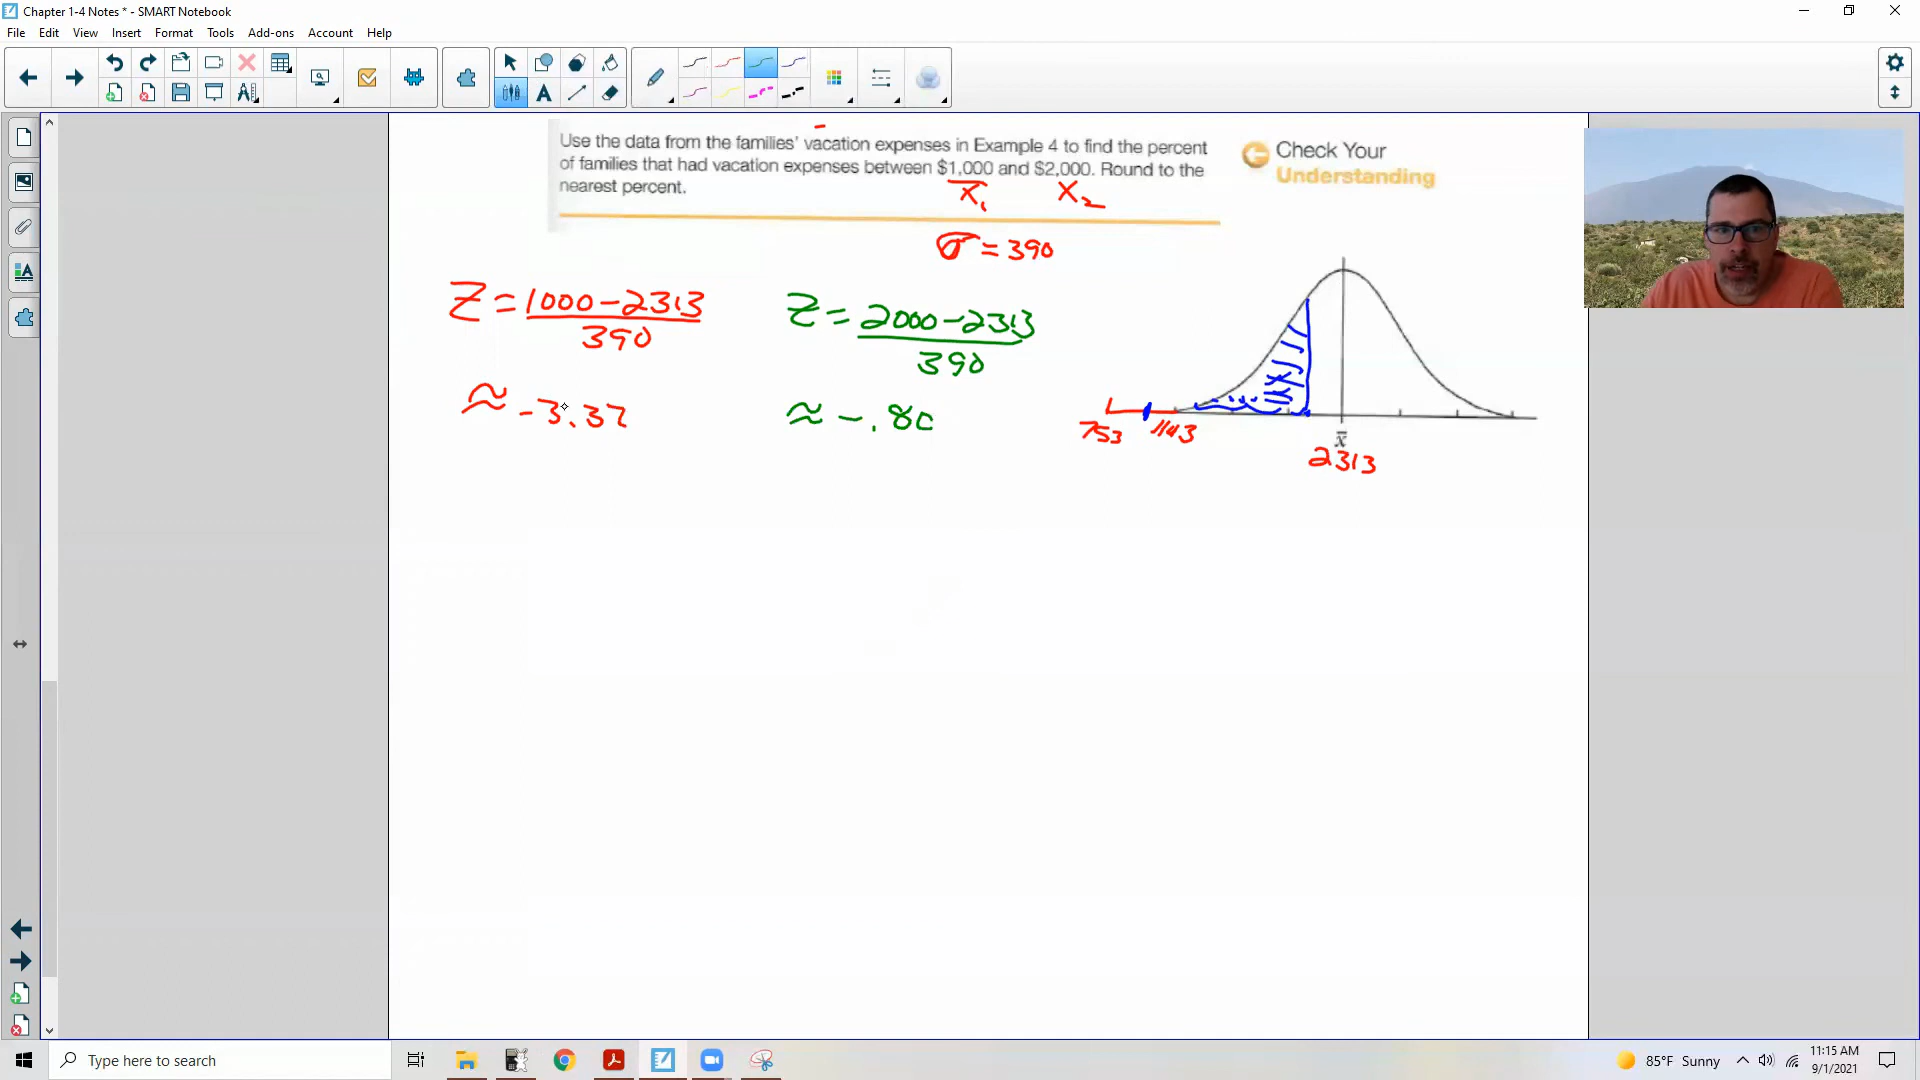 Chapter 1-4 Notes * - SMART Notebook
File Edit View Insert Format Tools Add-ons Account Help
Use the data from the families' vacation expenses in Example 4 to find the percent
of families that had vacation expenses between $1,000 and $2,000. Round to the
nearest percent.
Check Your
Understanding
X₁ X₂
σ = 390
Z = 1000 - 2313
390
≈ -3.37
Z = 2000 - 2313
390
≈ -.80
753 1143
x̄
2313
Type here to search
85°F Sunny
11:15 AM
9/1/2021